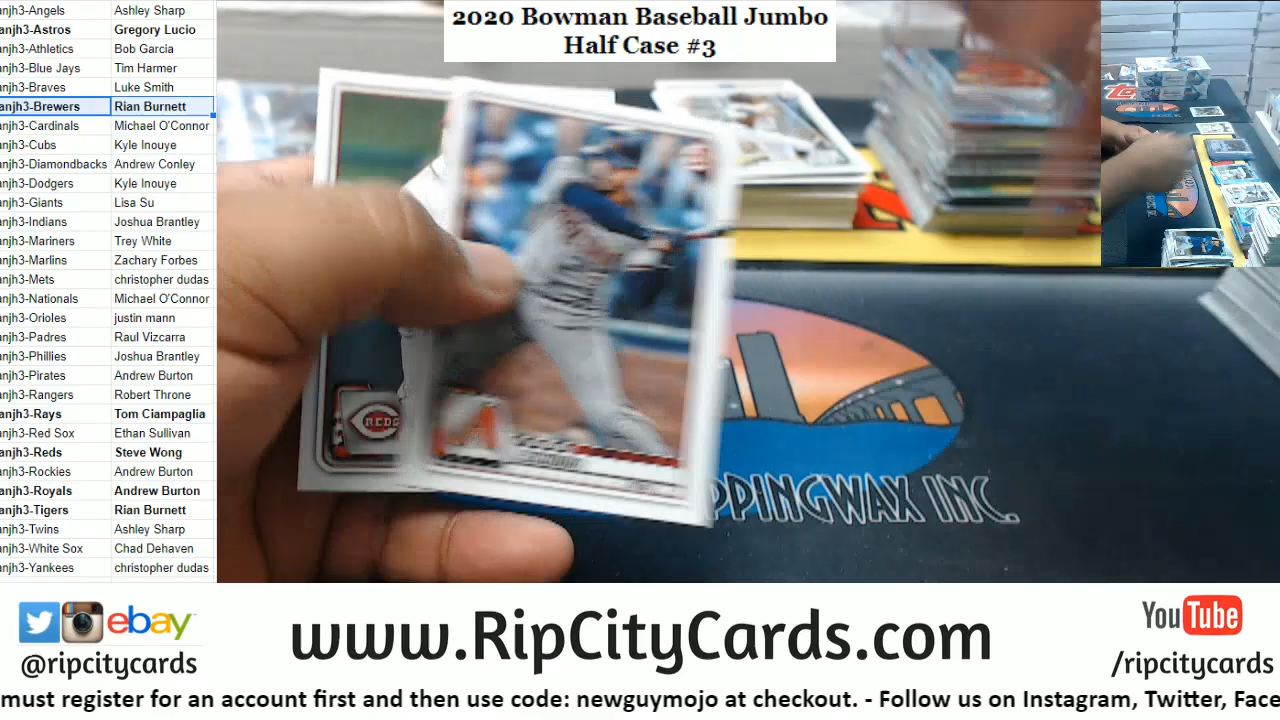 2020 Bowman Baseball Jumbo
Half Case #3
anjh3-Angels Ashley Sharp
anjh3-Astros Gregory Lucio
anjh3-Athletics Bob Garcia
anjh3-Blue Jays Tim Harmer
anjh3-Braves Luke Smith
anjh3-Brewers Rian Burnett
anjh3-Cardinals Michael O'Connor
anjh3-Cubs Kyle Inouye
anjh3-Diamondbacks Andrew Conley
anjh3-Dodgers Kyle Inouye
anjh3-Giants Lisa Su
anjh3-Indians Joshua Brantley
anjh3-Mariners Trey White
anjh3-Marlins Zachary Forbes
anjh3-Mets christopher dudas
anjh3-Nationals Michael O'Connor
anjh3-Orioles justin mann
anjh3-Padres Raul Vizcarra
anjh3-Phillies Joshua Brantley
anjh3-Pirates Andrew Burton
anjh3-Rangers Robert Throne
anjh3-Rays Tom Ciampaglia
anjh3-Red Sox Ethan Sullivan
anjh3-Reds Steve Wong
anjh3-Rockies Andrew Burton
anjh3-Royals Andrew Burton
anjh3-Tigers Rian Burnett
anjh3-Twins Ashley Sharp
anjh3-White Sox Chad Dehaven
anjh3-Yankees christopher dudas
REDS
PPINGWAX INC.
ebay
@ripcitycards
www.RipCityCards.com
YouTube
/ripcitycards
must register for an account first and then use code: newguymojo at checkout. - Follow us on Instagram, Twitter, Face